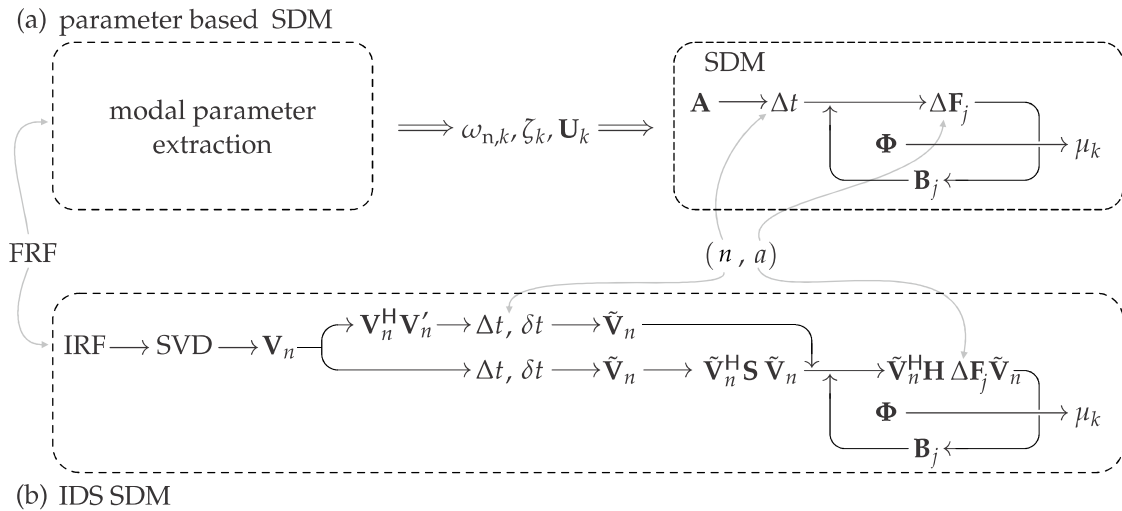 (a) parameter based SDM
SDM
modal parameter
extraction
ω_{n,k}, ζ_k, U_k
A Δt ΔF_j
Φ μ_k
B_j
FRF
(n, a)
V_n^H V′_n Δt, δt Ṽ_n
IRF SVD V_n
Δt, δt Ṽ_n Ṽ_n^H S Ṽ_n Ṽ_n^H H ΔF_j Ṽ_n
Φ μ_k
B_j
(b) IDS SDM